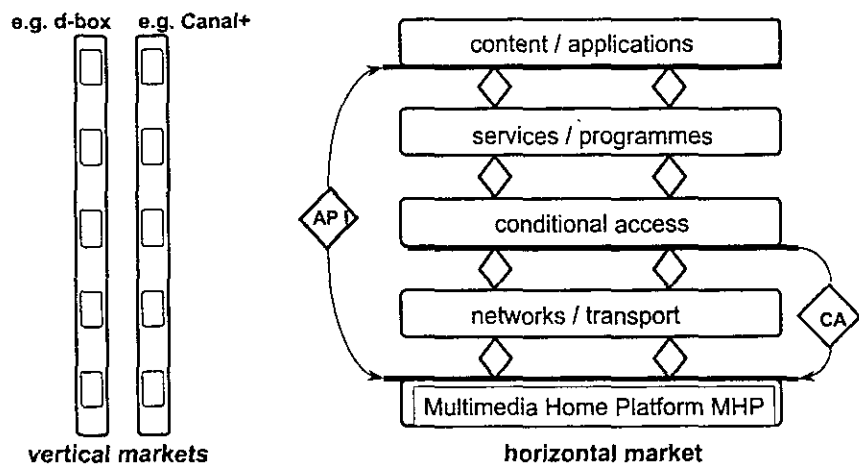 e.g. d-box
e.g. Canal+
content / applications
services / programmes
API
conditional access
networks / transport
CA
Multimedia Home Platform MHP
vertical markets
horizontal market